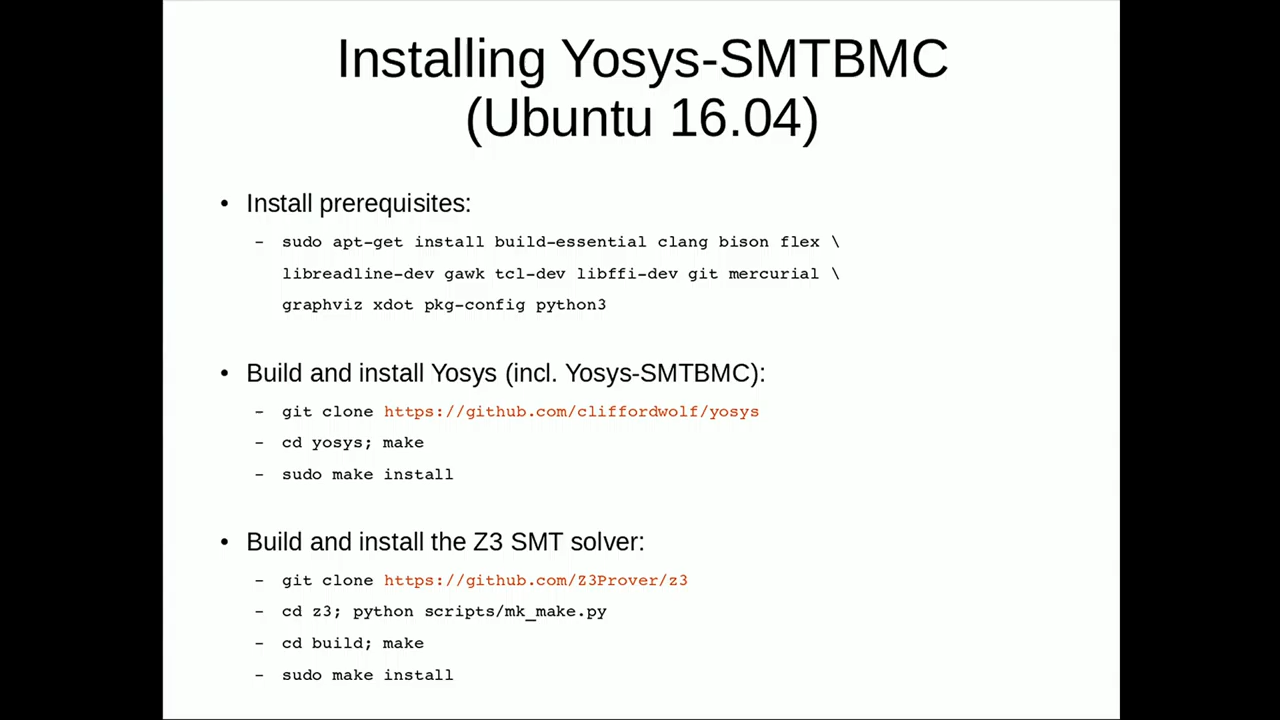 Installing Yosys-SMTBMC
(Ubuntu 16.04)
• Install prerequisites:
– sudo apt-get install build-essential clang bison flex \
libreadline-dev gawk tcl-dev libffi-dev git mercurial \
graphviz xdot pkg-config python3
• Build and install Yosys (incl. Yosys-SMTBMC):
– git clone https://github.com/cliffordwolf/yosys
– cd yosys; make
– sudo make install
• Build and install the Z3 SMT solver:
– git clone https://github.com/Z3Prover/z3
– cd z3; python scripts/mk_make.py
– cd build; make
– sudo make install